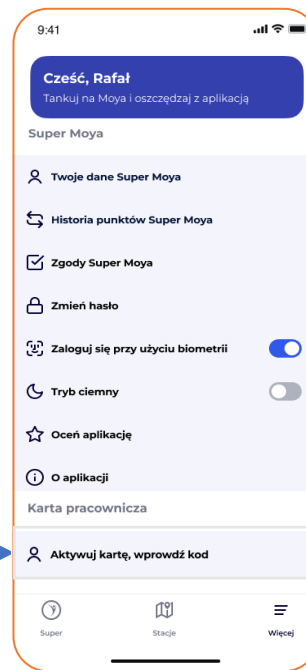 9:41
Cześć, Rafał
Tankuj na Moya i oszczędzaj z aplikacją
Super Moya
Twoje dane Super Moya
Historia punktów Super Moya
Zgody Super Moya
Zmień hasło
Zaloguj się przy użyciu biometrii
Tryb ciemny
Oceń aplikację
O aplikacji
Karta pracownicza
Aktywuj kartę, wprowdź kod
Super Stacje Więcej